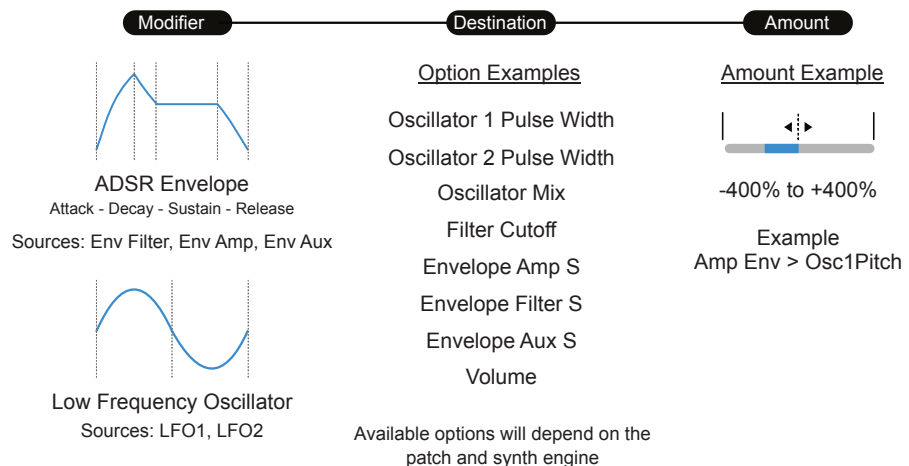 Modifier
Destination
Amount
Option Examples
Amount Example
Oscillator 1 Pulse Width
Oscillator 2 Pulse Width
Oscillator Mix
Filter Cutoff
Envelope Amp S
Envelope Filter S
Envelope Aux S
Volume
Available options will depend on the
patch and synth engine
ADSR Envelope
Attack - Decay - Sustain - Release
Sources: Env Filter, Env Amp, Env Aux
Low Frequency Oscillator
Sources: LFO1, LFO2
-400% to +400%
Example
Amp Env > Osc1Pitch